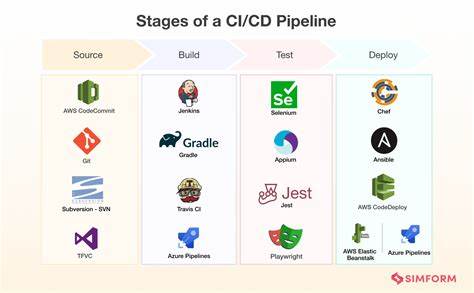 Stages of a CI/CD Pipeline
Source
Build
Test
Deploy
AWS CodeCommit
Jenkins
Se
Selenium
Chef
Git
Gradle
Gradle
Appium
Ansible
SUBVERSION
Subversion - SVN
Travis CI
Jest
Jest
AWS CodeDeploy
TFVC
Azure Pipelines
Playwright
AWS Elastic
Beanstalk
Azure Pipelines
SIMFORM